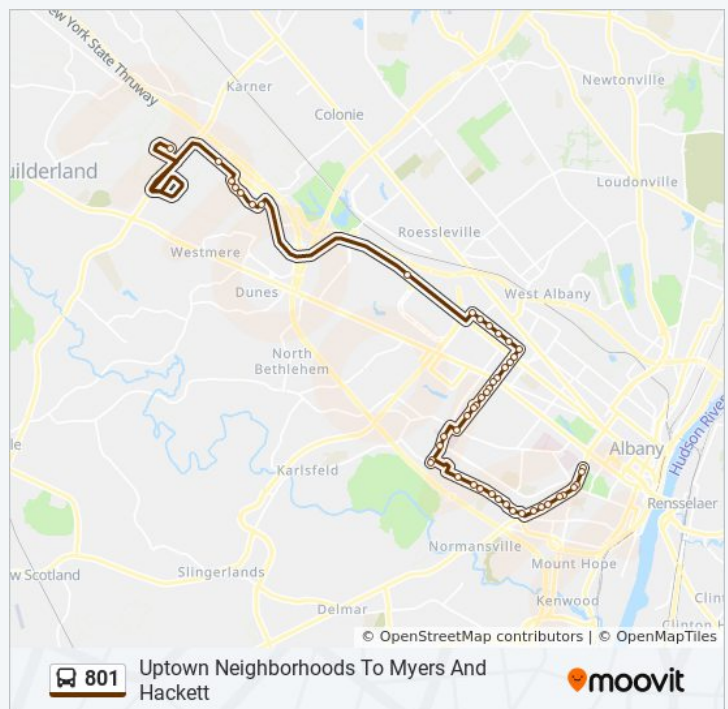 New York State Thruway
Karner
Newtonville
Colonie
uilderland
Loudonville
Roessleville
Westmere
Dunes
West Albany
North
Bethlehem
Hudson River
Albany
Karlsfeld
Rensselaer
Normansville
w Scotland
Slingerlands
Mount Hope
Kenwood
Clint
Delmar
Clinton H
© OpenStreetMap contributors | © OpenMapTiles
801
Uptown Neighborhoods To Myers And
Hackett
moovit